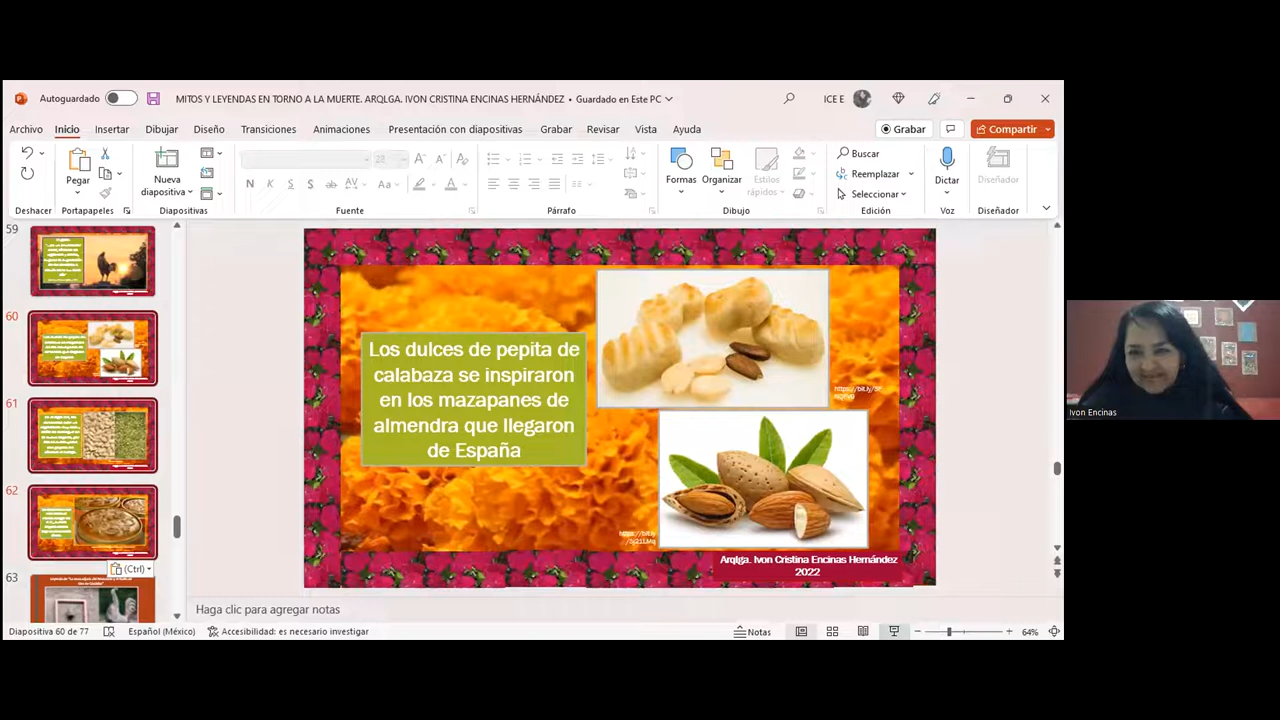 Autoguardado
MITOS Y LEYENDAS EN TORNO A LA MUERTE. ARQLGA. IVON CRISTINA ENCINAS HERNÁNDEZ • Guardado en Este PC
ICE E
Archivo Inicio Insertar Dibujar Diseño Transiciones Animaciones Presentación con diapositivas Grabar Revisar Vista Ayuda
Grabar
Compartir
Pegar
Nueva
diapositiva
28
N K S S ab AV Aa A
Formas
Organizar
Estilos
rápidos
Buscar
Reemplazar
Seleccionar
Dictar
Diseñador
Deshacer Portapapeles Diapositivas Fuente Párrafo Dibujo Edición Voz Diseñador
59
60
61
62
63
(Ctrl)
Los dulces de pepita de
calabaza se inspiraron
en los mazapanes de
almendra que llegaron
de España
Arqlga. Ivon Cristina Encinas Hernández
2022
Haga clic para agregar notas
Diapositiva 60 de 77
Español (México)
Accesibilidad: es necesario investigar
Notas
64%
Ivon Encinas